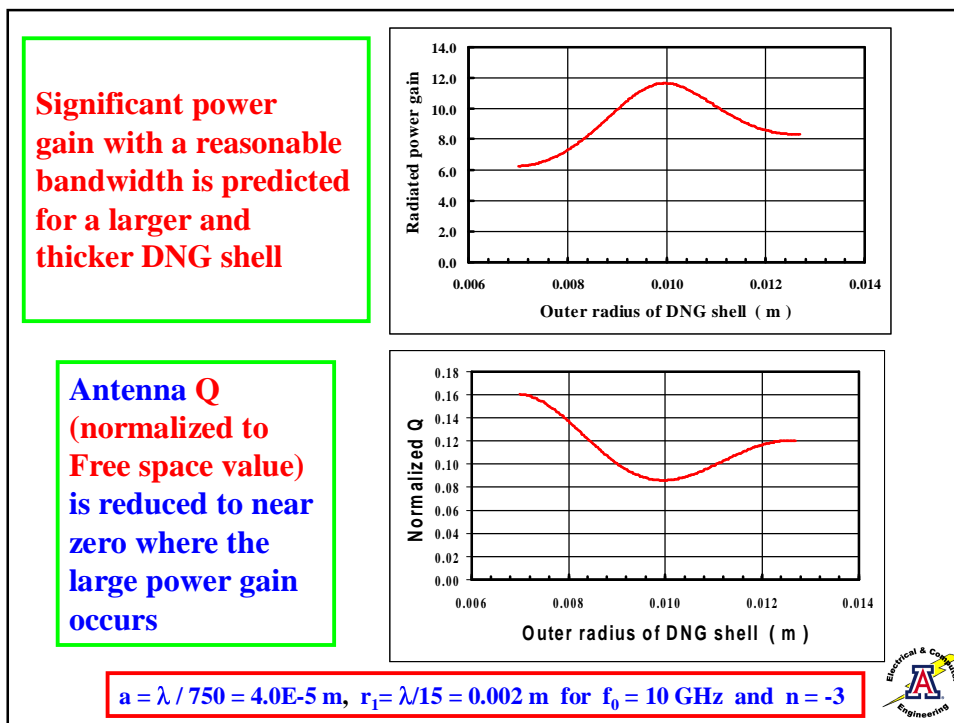 Significant power
gain with a reasonable
bandwidth is predicted
for a larger and
thicker DNG shell
Radiated power gain
14.0
12.0
10.0
8.0
6.0
4.0
2.0
0.0
0.006 0.008 0.010 0.012 0.014
Outer radius of DNG shell ( m )
Antenna Q
(normalized to
Free space value)
is reduced to near
zero where the
large power gain
occurs
Normalized Q
0.18
0.16
0.14
0.12
0.10
0.08
0.06
0.04
0.02
0.00
0.006 0.008 0.010 0.012 0.014
Outer radius of DNG shell ( m )
a = λ / 750 = 4.0E-5 m, r₁= λ/15 = 0.002 m for f₀ = 10 GHz and n = -3
Electrical & Compu
A
Engineering